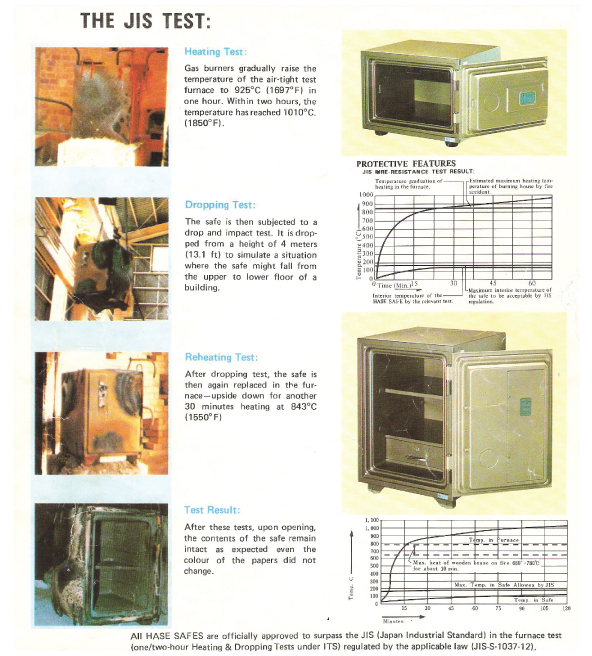 THE JIS TEST:
Heating Test:
Gas burners gradually raise the
temperature of the air-tight test
furnace to 925°C (1697°F) in
one hour. Within two hours, the
temperature has reached 1010°C.
(1850°F).
Dropping Test:
The safe is then subjected to a
drop and impact test. It is drop-
ped from a height of 4 meters
(13.1 ft) to simulate a situation
where the safe might fall from
the upper to lower floor of a
building.
Reheating Test:
After dropping test, the safe is
then again replaced in the fur-
nace—upside down for another
30 minutes heating at 843°C
(1550°F)
Test Result:
After these tests, upon opening,
the contents of the safe remain
intact as expected even the
colour of the papers did not
change.
PROTECTIVE FEATURES
JIS FIRE-RESISTANCE TEST RESULT:
Temperature graduation of
heating in the furnace.
Estimated maximum heating tem-
perature of burning house by fire
accident.
Temperature (°C)
1000
900
800
700
600
500
400
300
200
100
0 Time (Min.) 15 30 45 60
Interior temperature of the
HASE SAFE by the relevant test.
Maximum interior temperature of
the safe to be acceptable by JIS
regulation.
Temp. C
1,100
1,000
900
800
700
600
500
400
300
200
100
0
Temp. in Furnace
Max. heat of wooden house on fire
for about 30 min.
Max. Temp. in Safe Allowed by JIS
Temp. in Safe
15 30 45 60 75 90 105 120
Minutes
All HASE SAFES are officially approved to surpass the JIS (Japan Industrial Standard) in the furnace test
(one/two-hour Heating & Dropping Tests under ITS) regulated by the applicable law (JIS-S-1037-12).